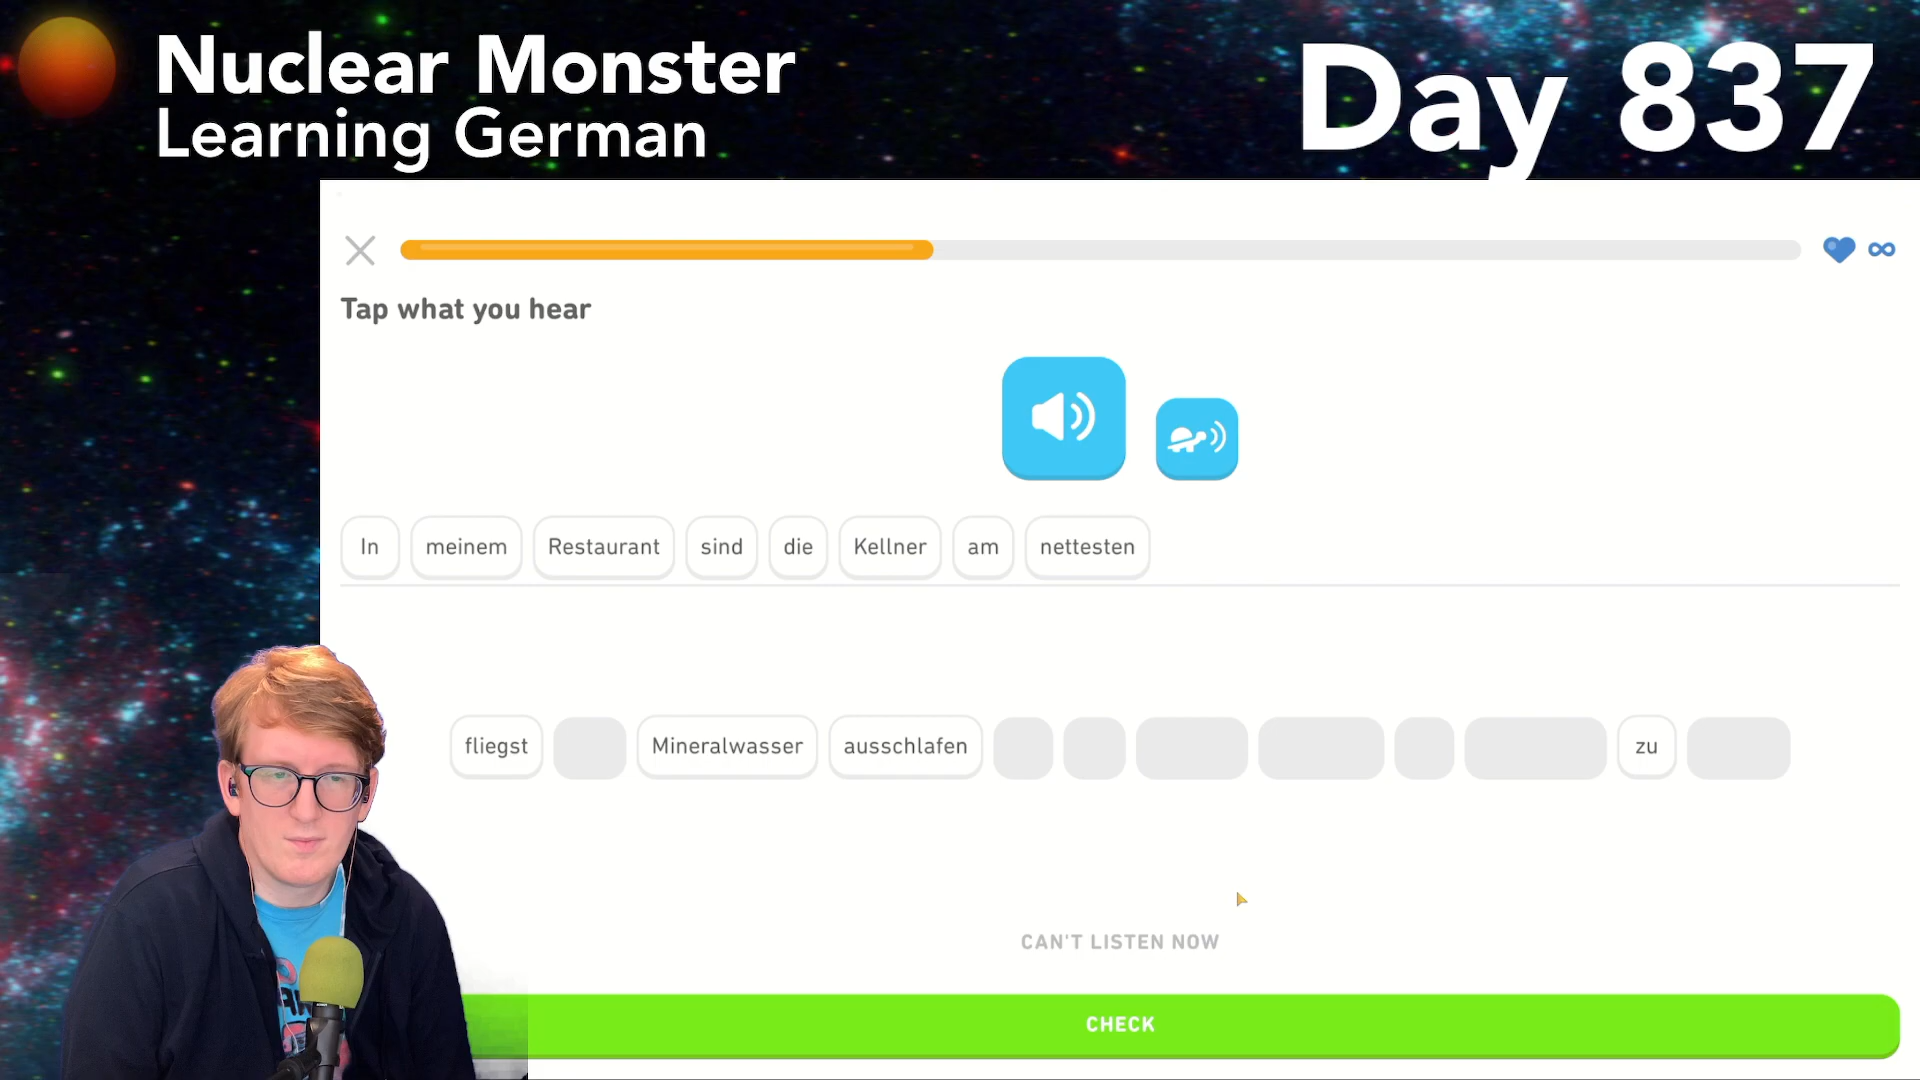 Nuclear Monster
Learning German
Day 837
Tap what you hear
In meinem Restaurant sind die Kellner am nettesten
fliegst Mineralwasser ausschlafen zu
CAN'T LISTEN NOW
CHECK